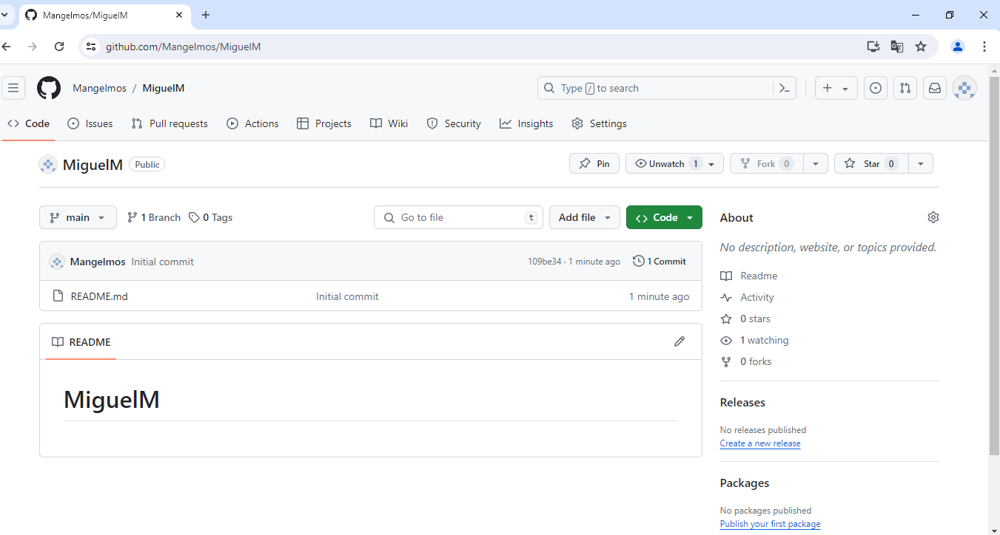 Mangelmos/MiguelM
github.com/Mangelmos/MiguelM
Mangelmos / MiguelM
Type / to search
Code Issues Pull requests Actions Projects Wiki Security Insights Settings
MiguelM Public Pin Unwatch 1 Fork 0 Star 0
main 1 Branch 0 Tags Go to file t Add file Code
Mangelmos Initial commit 109be34 · 1 minute ago 1 Commit
README.md Initial commit 1 minute ago
README
MiguelM
About
No description, website, or topics provided.
Readme
Activity
0 stars
1 watching
0 forks
Releases
No releases published
Create a new release
Packages
No packages published
Publish your first package